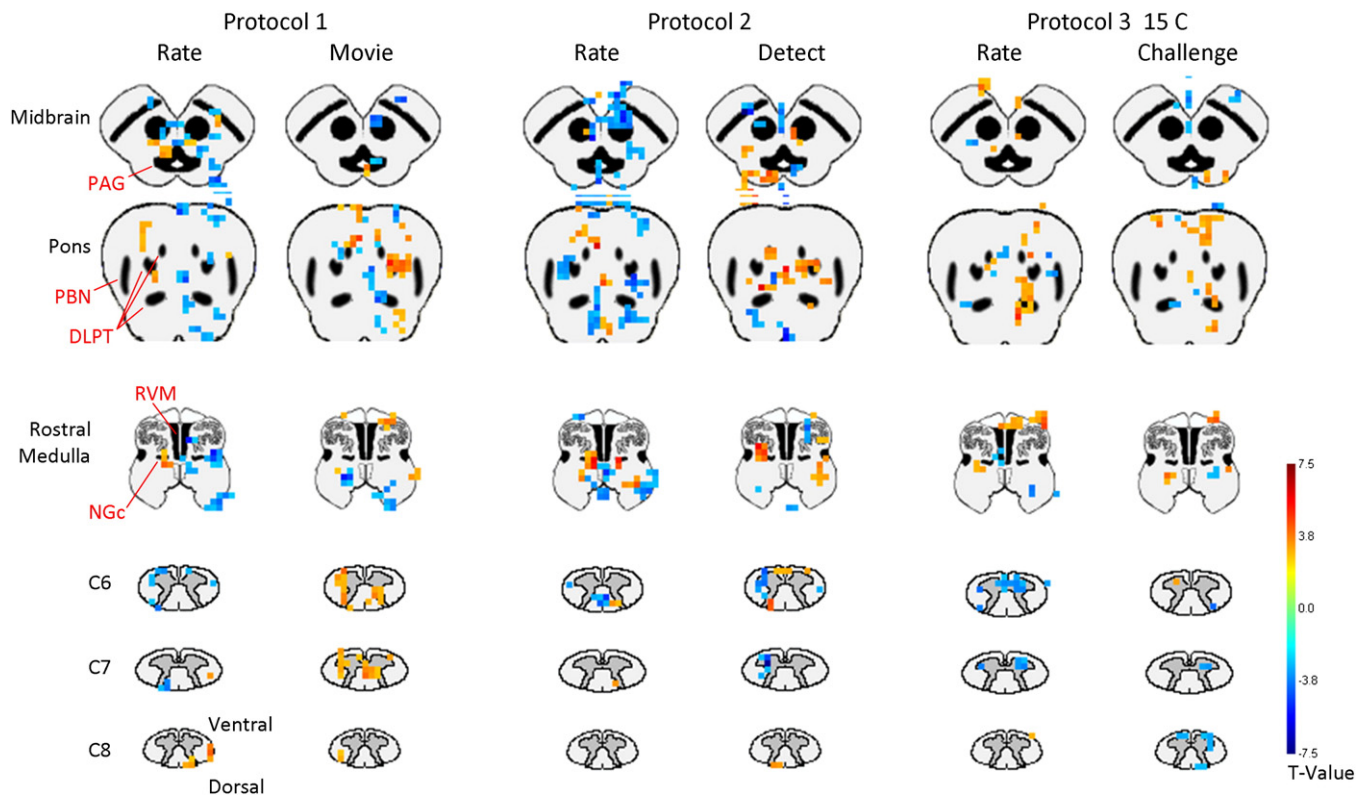 Protocol 1 Protocol 2 Protocol 3 15 C
Rate Movie Rate Detect Rate Challenge
Midbrain
PAG
Pons
PBN
DLPT
RVM
Rostral
Medulla
NGc
7.5
3.8
0.0
-3.8
-7.5
T-Value
C6
C7
C8
Ventral
Dorsal